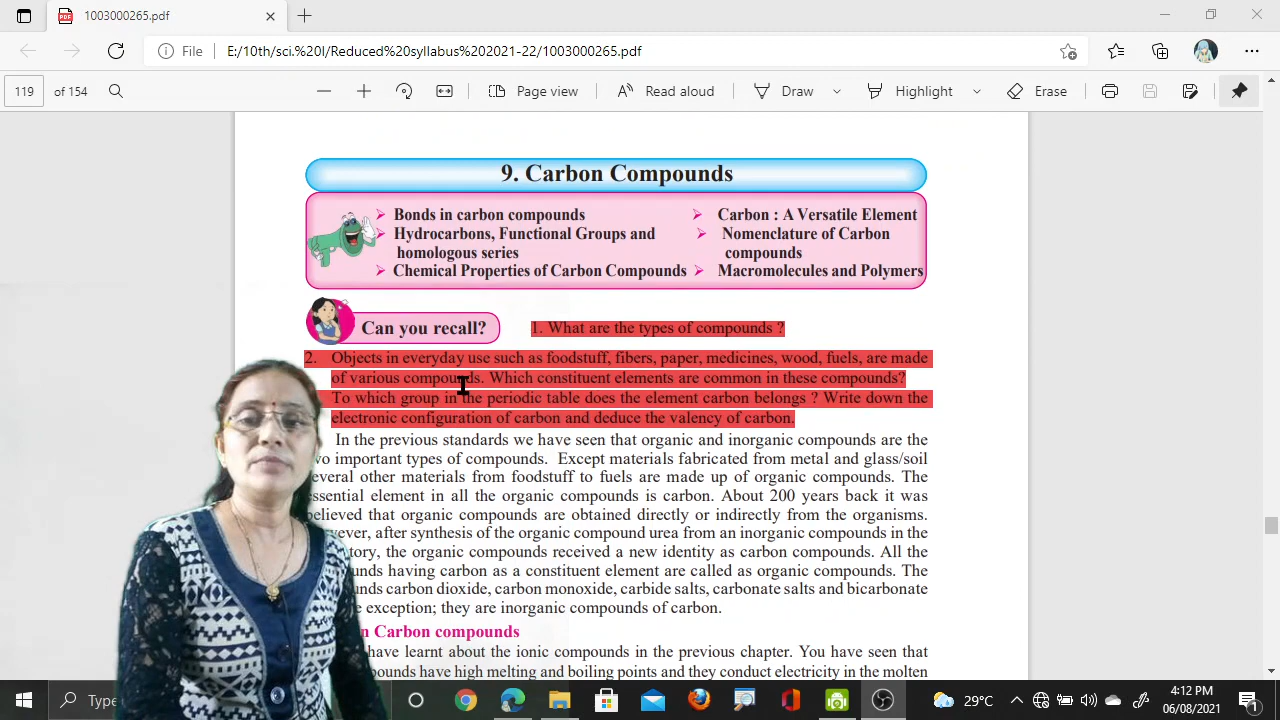 1003000265.pdf
File
E:/10th/sci.%20I/Reduced%20syllabus%202021-22/1003000265.pdf
119 of 154
Page view
Read aloud
Draw
Highlight
Erase
9. Carbon Compounds
Bonds in carbon compounds
Carbon : A Versatile Element
Hydrocarbons, Functional Groups and
Nomenclature of Carbon
homologous series
compounds
Chemical Properties of Carbon Compounds
Macromolecules and Polymers
Can you recall?
1. What are the types of compounds ?
2. Objects in everyday use such as foodstuff, fibers, paper, medicines, wood, fuels, are made
of various compounds. Which constituent elements are common in these compounds?
To which group in the periodic table does the element carbon belongs ? Write down the
electronic configuration of carbon and deduce the valency of carbon.
In the previous standards we have seen that organic and inorganic compounds are the
important types of compounds. Except materials fabricated from metal and glass/soil
several other materials from foodstuff to fuels are made up of organic compounds. The
essential element in all the organic compounds is carbon. About 200 years back it was
believed that organic compounds are obtained directly or indirectly from the organisms.
after synthesis of the organic compound urea from an inorganic compounds in the
the organic compounds received a new identity as carbon compounds. All the
having carbon as a constituent element are called as organic compounds. The
carbon dioxide, carbon monoxide, carbide salts, carbonate salts and bicarbonate
exception; they are inorganic compounds of carbon.
Carbon compounds
have learnt about the ionic compounds in the previous chapter. You have seen that
have high melting and boiling points and they conduct electricity in the molten
Type
29°C
4:12 PM
06/08/2021
1